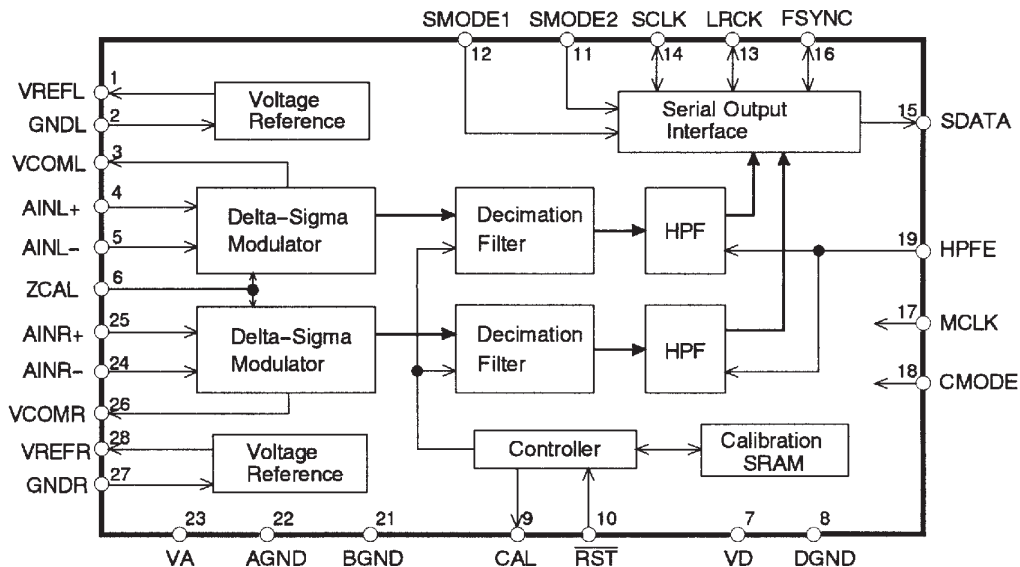 SMODE1 SMODE2 SCLK LRCK FSYNC
12 11 14 13 16
VREFL 1
GNDL 2
Voltage
Reference
Serial Output
Interface
15 SDATA
VCOML 3
AINL+ 4
AINL− 5
Delta−Sigma
Modulator
Decimation
Filter
HPF
19 HPFE
ZCAL 6
AINR+ 25
AINR− 24
Delta−Sigma
Modulator
Decimation
Filter
HPF
17 MCLK
18 CMODE
VCOMR 26
VREFR 28
GNDR 27
Voltage
Reference
Controller
Calibration
SRAM
23 22 21 9 10 7 8
VA AGND BGND CAL RST VD DGND